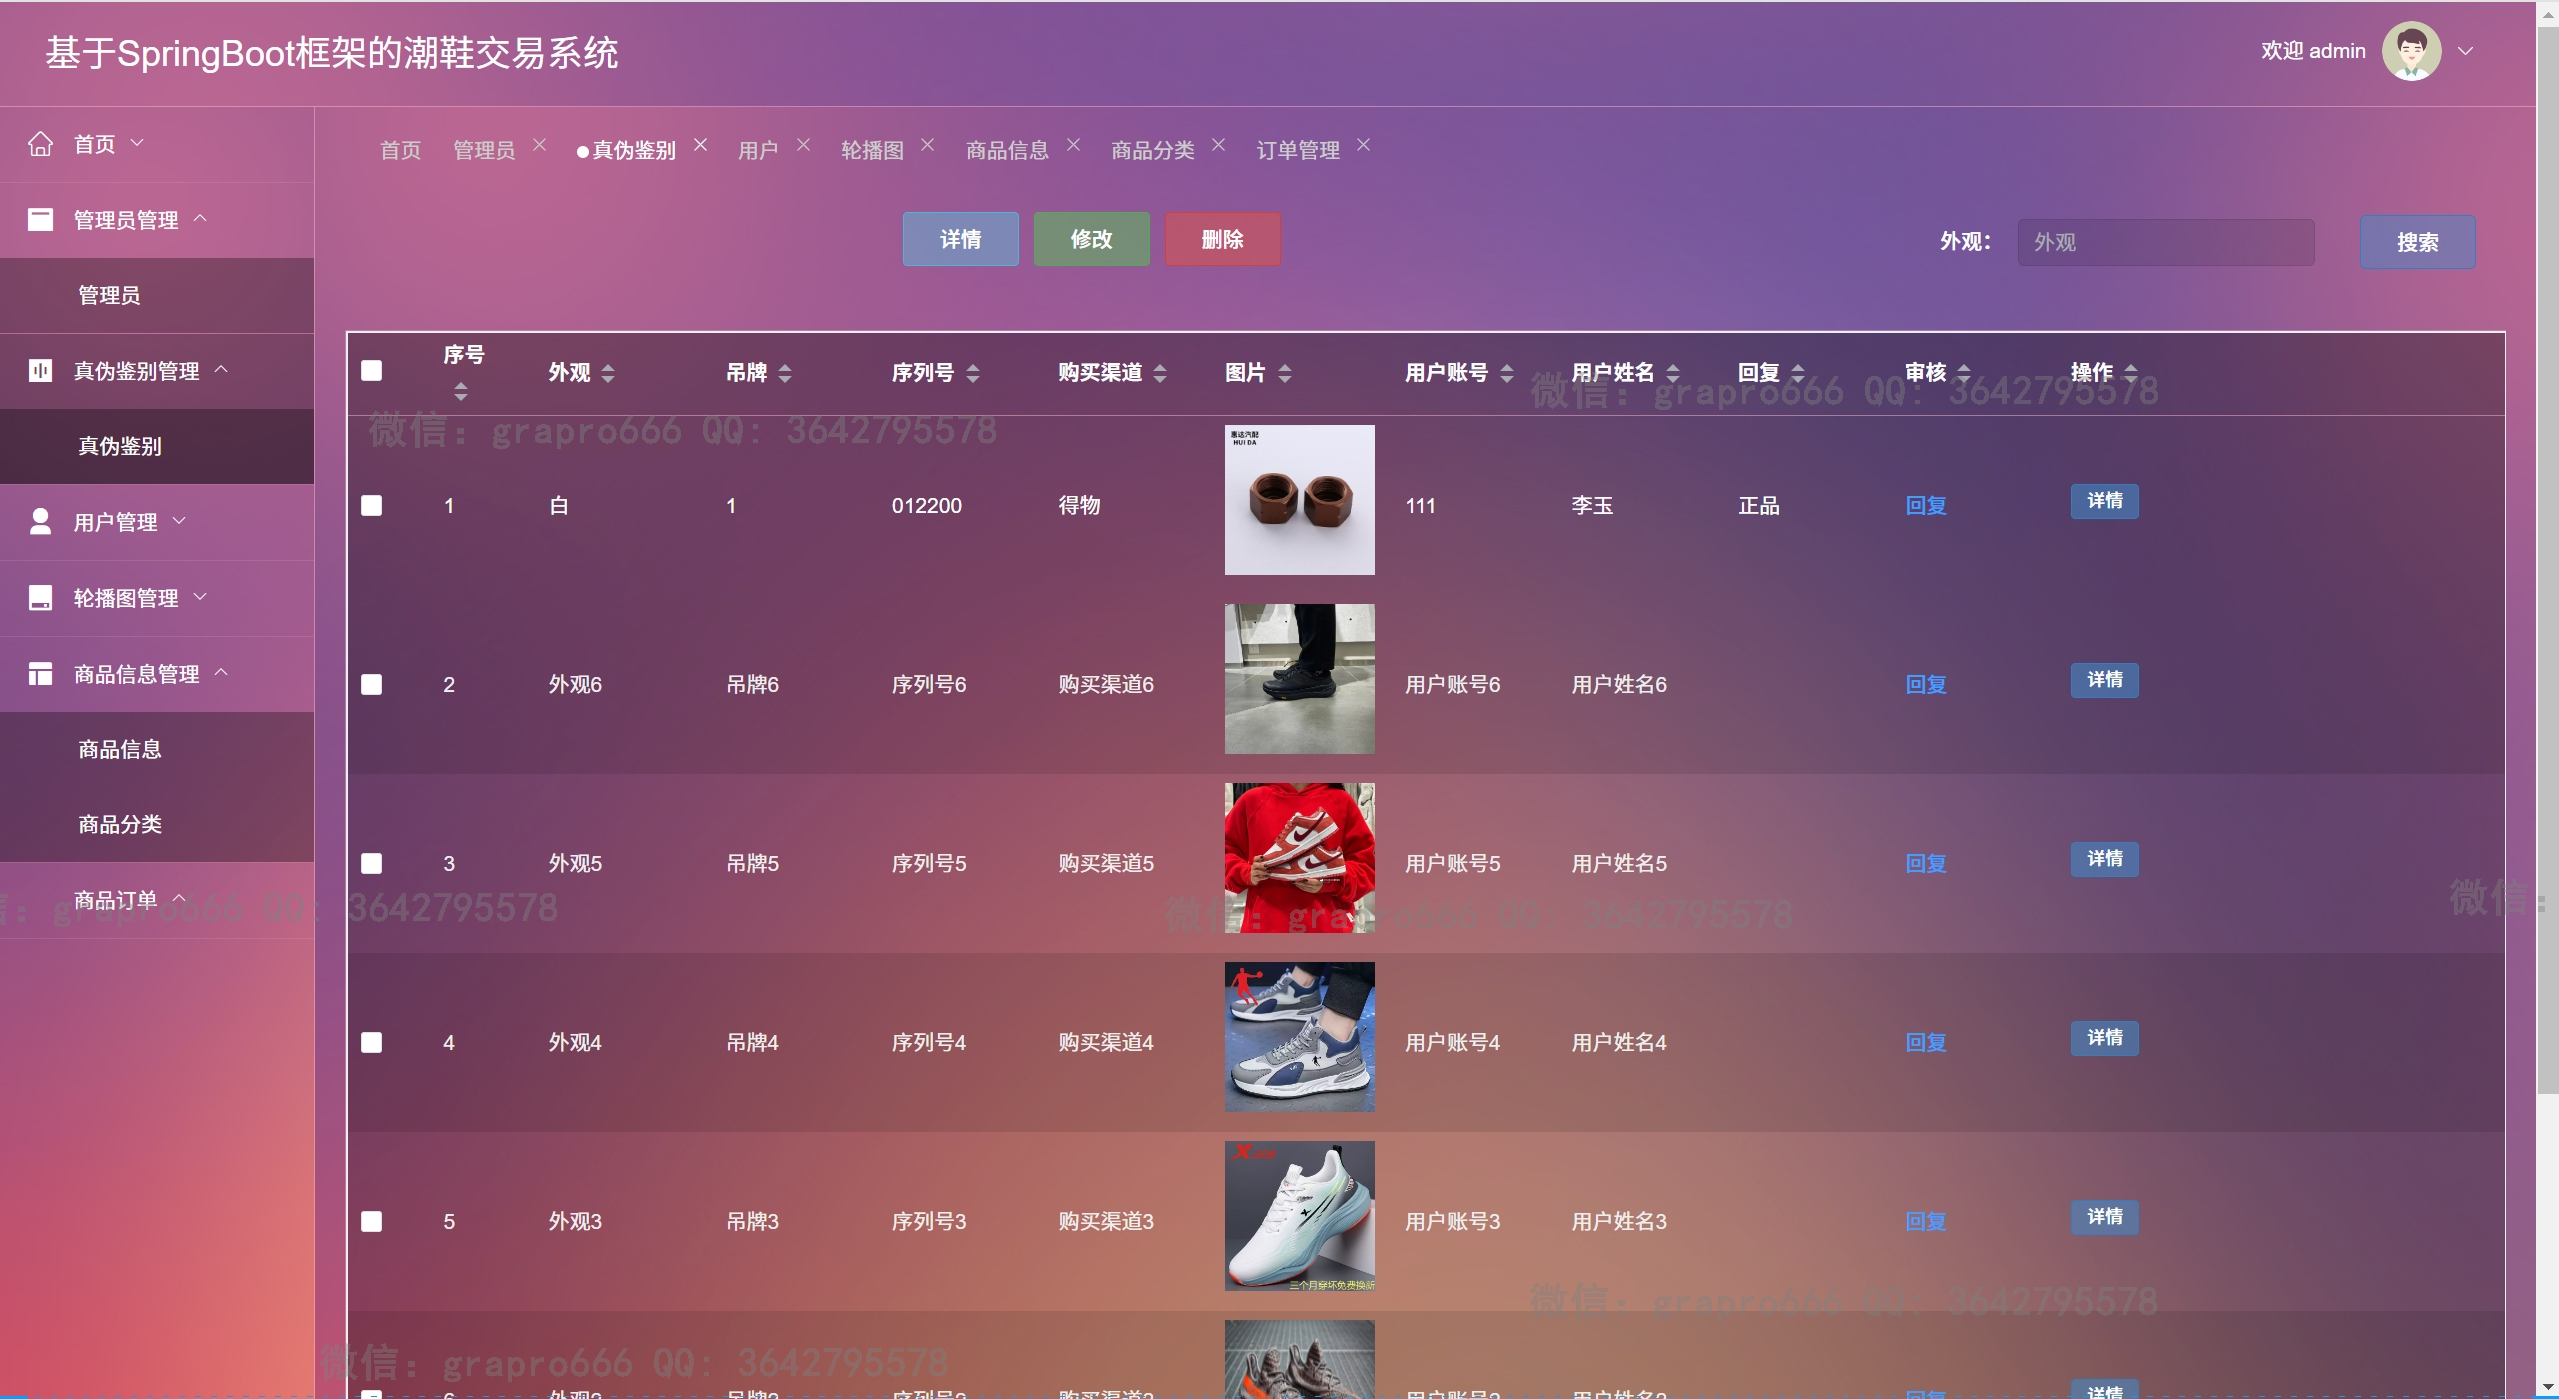 基于SpringBoot框架的潮鞋交易系统
欢迎 admin
首页
管理员管理
管理员
真伪鉴别管理
真伪鉴别
用户管理
轮播图管理
商品信息管理
商品信息
商品分类
商品订单
首页 管理员 真伪鉴别 用户 轮播图 商品信息 商品分类 订单管理
详情 修改 删除
外观： 外观 搜索
序号 外观 吊牌 序列号 购买渠道 图片 用户账号 用户姓名 回复 审核 操作
微信：grapro666 QQ: 3642795578
微信：grapro666 QQ: 3642795578
惠达汽配
HUI DA
1 白 1 012200 得物 111 李玉 正品 回复 详情
2 外观6 吊牌6 序列号6 购买渠道6 用户账号6 用户姓名6 回复 详情
3 外观5 吊牌5 序列号5 购买渠道5 用户账号5 用户姓名5 回复 详情
信：grapro666 QQ: 3642795578
微信：grapro666 QQ: 3642795578
微信：
4 外观4 吊牌4 序列号4 购买渠道4 用户账号4 用户姓名4 回复 详情
5 外观3 吊牌3 序列号3 购买渠道3 用户账号3 用户姓名3 回复 详情
三个月穿坏免费换新
微信：grapro666 QQ: 3642795578
微信：grapro666 QQ: 3642795578
6 外观2 吊牌2 序列号2 购买渠道2 用户账号2 用户姓名2 回复 详情